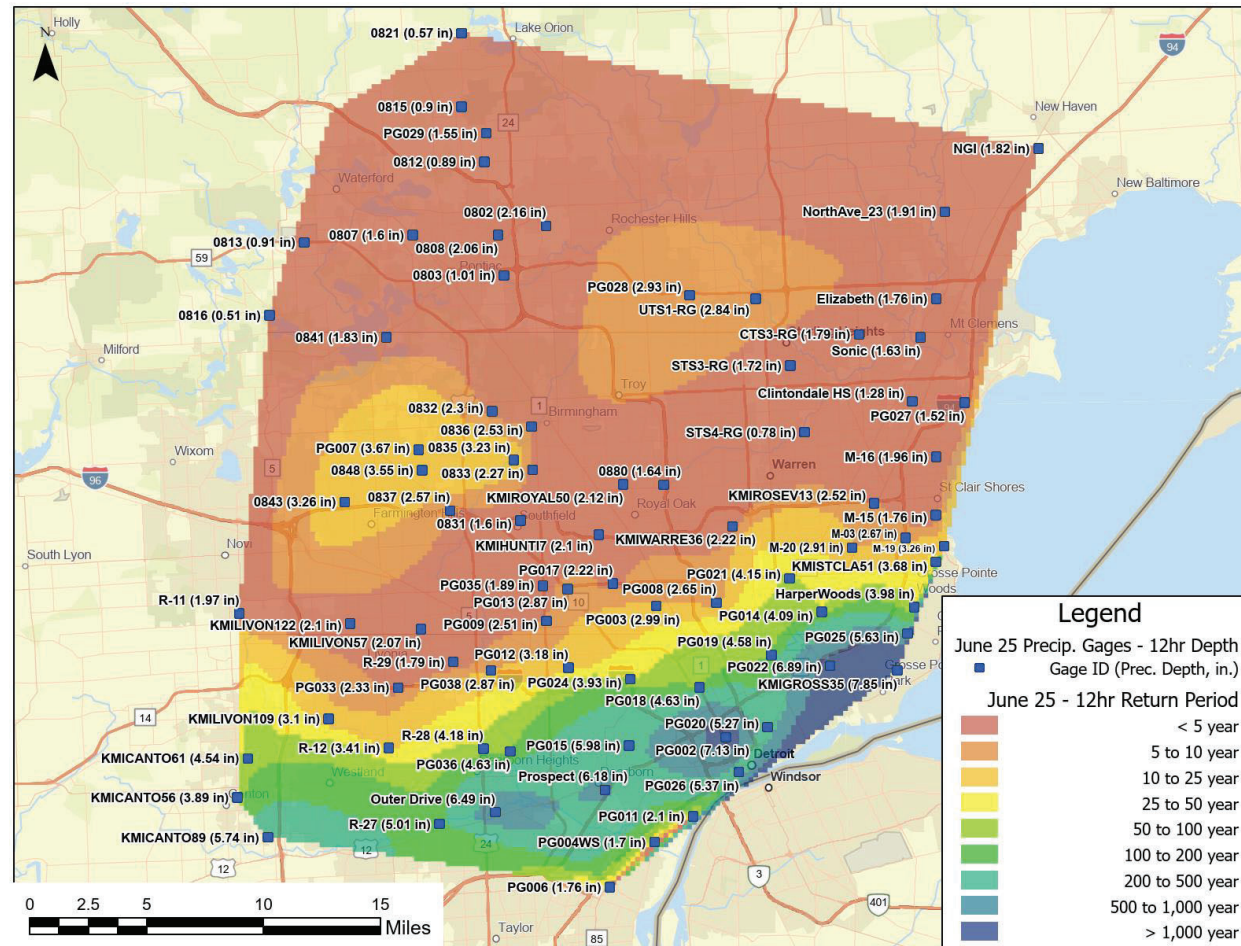 Holly
N
0821 (0.57 in)
Lake Orion
94
0815 (0.9 in)
24
PG029 (1.55 in)
New Haven
0812 (0.89 in)
NGI (1.82 in)
Waterford
New Baltimore
0802 (2.16 in)
NorthAve_23 (1.91 in)
Rochester Hills
0813 (0.91 in)
0807 (1.6 in)
0808 (2.06 in)
59
Pontiac
0803 (1.01 in)
PG028 (2.93 in)
UTS1-RG (2.84 in)
Elizabeth (1.76 in)
0816 (0.51 in)
Mt Clemens
0841 (1.83 in)
CTS3-RG (1.79 in)
Sonic (1.63 in)
Milford
STS3-RG (1.72 in)
Troy
Clintondale HS (1.28 in)
94
PG027 (1.52 in)
0832 (2.3 in)
1
Birmingham
0836 (2.53 in)
STS4-RG (0.78 in)
PG007 (3.67 in)
0835 (3.23 in)
Wixom
5
0848 (3.55 in)
0833 (2.27 in)
0880 (1.64 in)
M-16 (1.96 in)
Warren
96
0843 (3.26 in)
0837 (2.57 in)
KMIROYAL50 (2.12 in)
KMIROSEV13 (2.52 in)
St Clair Shores
Royal Oak
0831 (1.6 in)
Southfield
M-15 (1.76 in)
KMIHUNTI7 (2.1 in)
KMIWARRE36 (2.22 in)
M-03 (2.67 in)
M-20 (2.91 in)
M-19 (3.26 in)
South Lyon
Novi
KMISTCLA51 (3.68 in)
PG017 (2.22 in)
PG021 (4.15 in)
PG035 (1.89 in)
PG008 (2.65 in)
HarperWoods (3.98 in)
R-11 (1.97 in)
PG013 (2.87 in)
10
PG014 (4.09 in)
KMILIVON122 (2.1 in)
5
PG009 (2.51 in)
PG003 (2.99 in)
PG025 (5.63 in)
KMILIVON57 (2.07 in)
PG019 (4.58 in)
R-29 (1.79 in)
PG012 (3.18 in)
1
PG022 (6.89 in)
PG033 (2.33 in)
PG038 (2.87 in)
PG024 (3.93 in)
KMIGROSS35 (7.85 in)
PG018 (4.63 in)
14
KMILIVON109 (3.1 in)
PG020 (5.27 in)
R-28 (4.18 in)
R-12 (3.41 in)
PG015 (5.98 in)
PG002 (7.13 in)
KMICANTO61 (4.54 in)
PG036 (4.63 in)
Detroit
Westland
Prospect (6.18 in)
PG026 (5.37 in)
Windsor
KMICANTO56 (3.89 in)
Outer Drive (6.49 in)
R-27 (5.01 in)
PG011 (2.1 in)
KMICANTO89 (5.74 in)
PG004WS (1.7 in)
12
12
24
3
PG006 (1.76 in)
401
Taylor
85
0 2.5 5 10 15
Miles
Legend
June 25 Precip. Gages - 12hr Depth
Gage ID (Prec. Depth, in.)
June 25 - 12hr Return Period
< 5 year
5 to 10 year
10 to 25 year
25 to 50 year
50 to 100 year
100 to 200 year
200 to 500 year
500 to 1,000 year
> 1,000 year